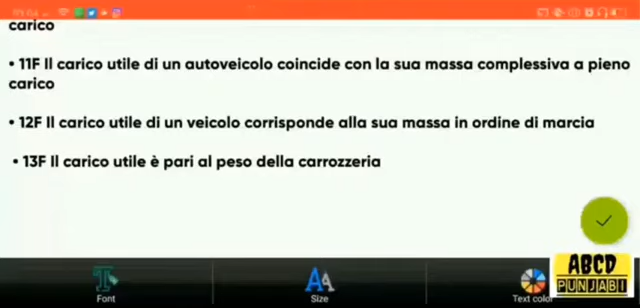 carico
• 11F Il carico utile di un autoveicolo coincide con la sua massa complessiva a pieno
carico
• 12F Il carico utile di un veicolo corrisponde alla sua massa in ordine di marcia
• 13F Il carico utile è pari al peso della carrozzeria
Font
Size
Text color
ABCD
PUNJABI